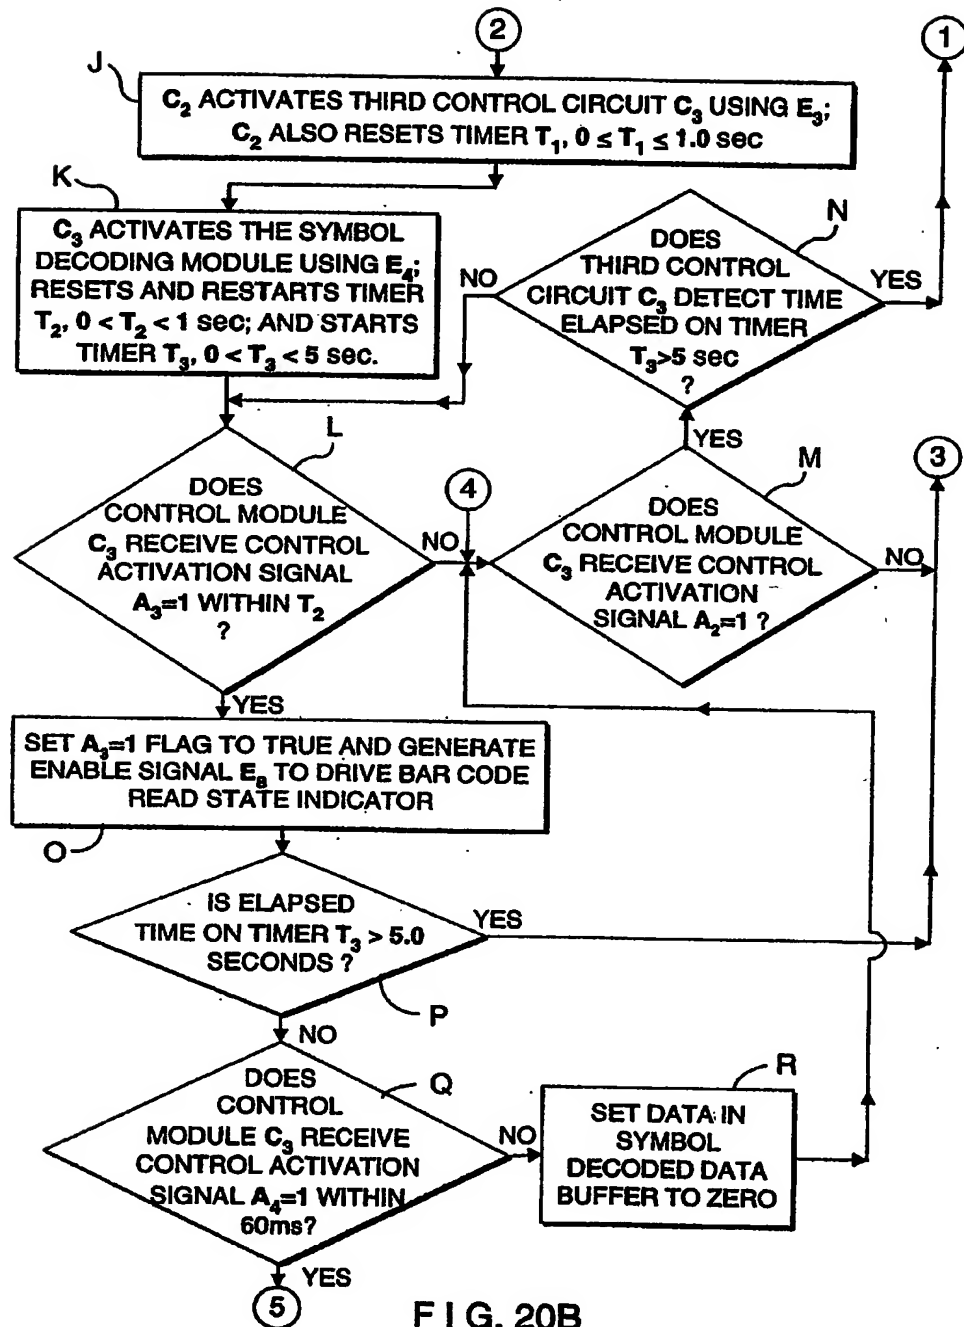 2
1
J
C2 ACTIVATES THIRD CONTROL CIRCUIT C3 USING E3;
C2 ALSO RESETS TIMER T1, 0 ≤ T1 ≤ 1.0 sec
K
C3 ACTIVATES THE SYMBOL
DECODING MODULE USING E4;
RESETS AND RESTARTS TIMER
T2, 0 < T2 < 1 sec; AND STARTS
TIMER T3, 0 < T3 < 5 sec.
N
DOES
THIRD CONTROL
CIRCUIT C3 DETECT TIME
ELAPSED ON TIMER
T3>5 sec
?
NO
YES
YES
L
DOES
CONTROL MODULE
C3 RECEIVE CONTROL
ACTIVATION SIGNAL
A3=1 WITHIN T2
?
NO
4
M
DOES
CONTROL MODULE
C3 RECEIVE CONTROL
ACTIVATION
SIGNAL A2=1 ?
NO
3
YES
SET A3=1 FLAG TO TRUE AND GENERATE
ENABLE SIGNAL E8 TO DRIVE BAR CODE
READ STATE INDICATOR
O
IS ELAPSED
TIME ON TIMER T3 > 5.0
SECONDS ?
YES
P
NO
DOES
CONTROL
MODULE C3 RECEIVE
CONTROL ACTIVATION
SIGNAL A4=1 WITHIN
60ms?
Q
NO
R
SET DATA IN
SYMBOL
DECODED DATA
BUFFER TO ZERO
YES
5
FIG. 20B